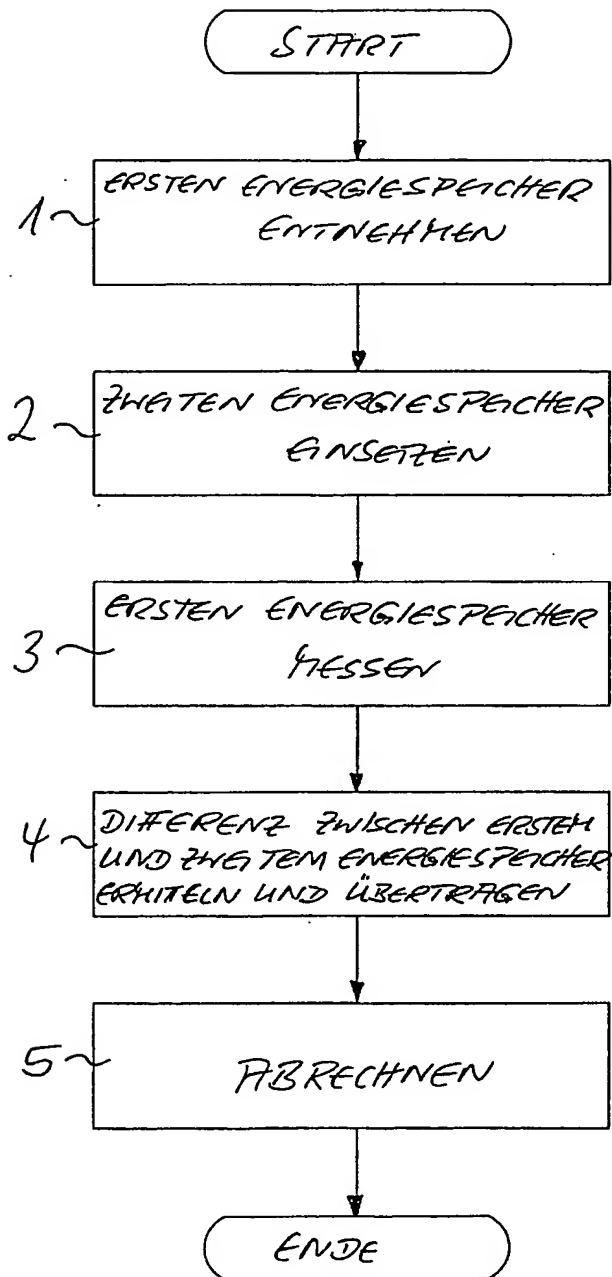 START
ERSTEN ENERGIESPEICHER
1
ENTNEHMEN
ZWEITEN ENERGIESPEICHER
2
EINSETZEN
ERSTEN ENERGIESPEICHER
3
MESSEN
4
DIFFERENZ ZWISCHEN ERSTEM
UND ZWEITEM ENERGIESPEICHER
ERMITTELN UND ÜBERTRAGEN
5
ABRECHNEN
ENDE